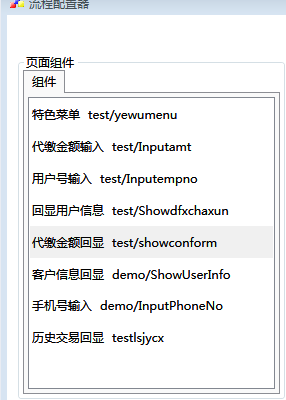 流程配置器
页面组件
组件
特色菜单 test/yewumenu
代缴金额输入 test/Inputamt
用户号输入 test/Inputempno
回显用户信息 test/Showdfxchaxun
代缴金额回显 test/showconform
客户信息回显 demo/ShowUserInfo
手机号输入 demo/InputPhoneNo
历史交易回显 testlsjycx